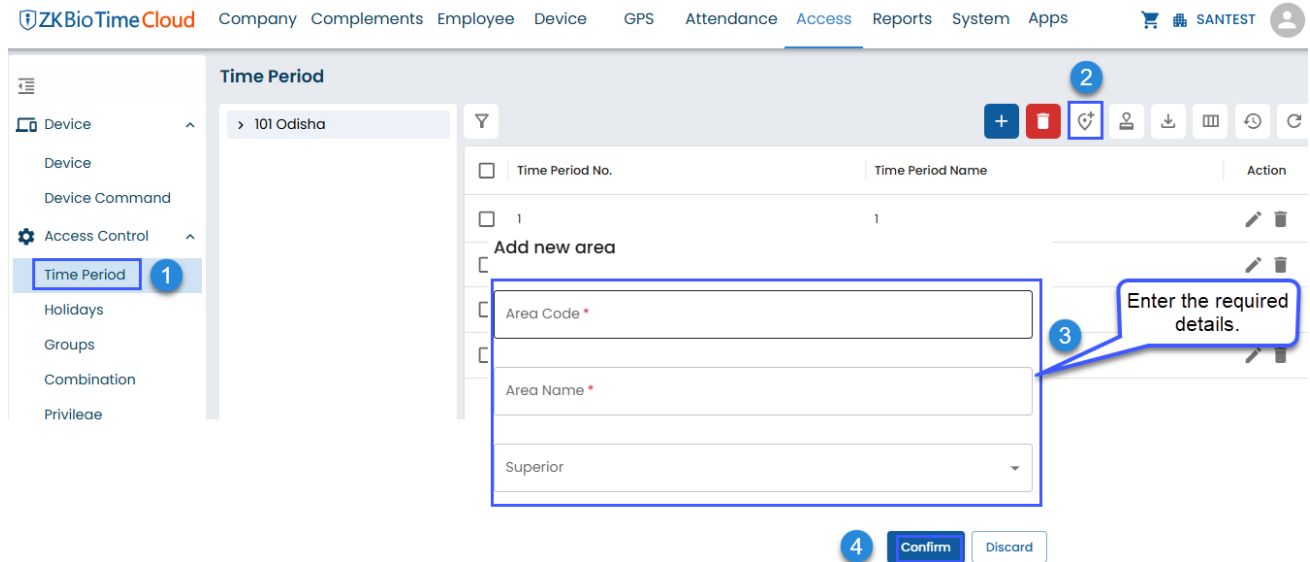 ZKBioTime Cloud Company Complements Employee Device GPS Attendance Access Reports System Apps SANTEST
Time Period
2
Device
101 Odisha
Time Period No. Time Period Name Action
Device
Device Command
1 1
Access Control
Add new area
Time Period 1
Holidays
Area Code *
Enter the required
details.
3
Groups
Combination
Area Name *
Privilege
Superior
4 Confirm Discard